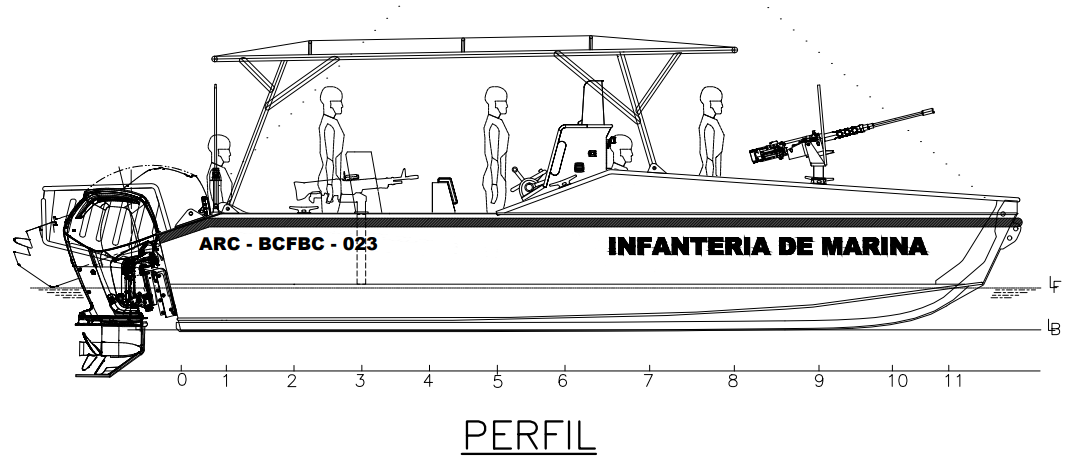 ARC - BCFBC - 023
INFANTERIA DE MARINA
LF
LB
0 1 2 3 4 5 6 7 8 9 10 11
PERFIL